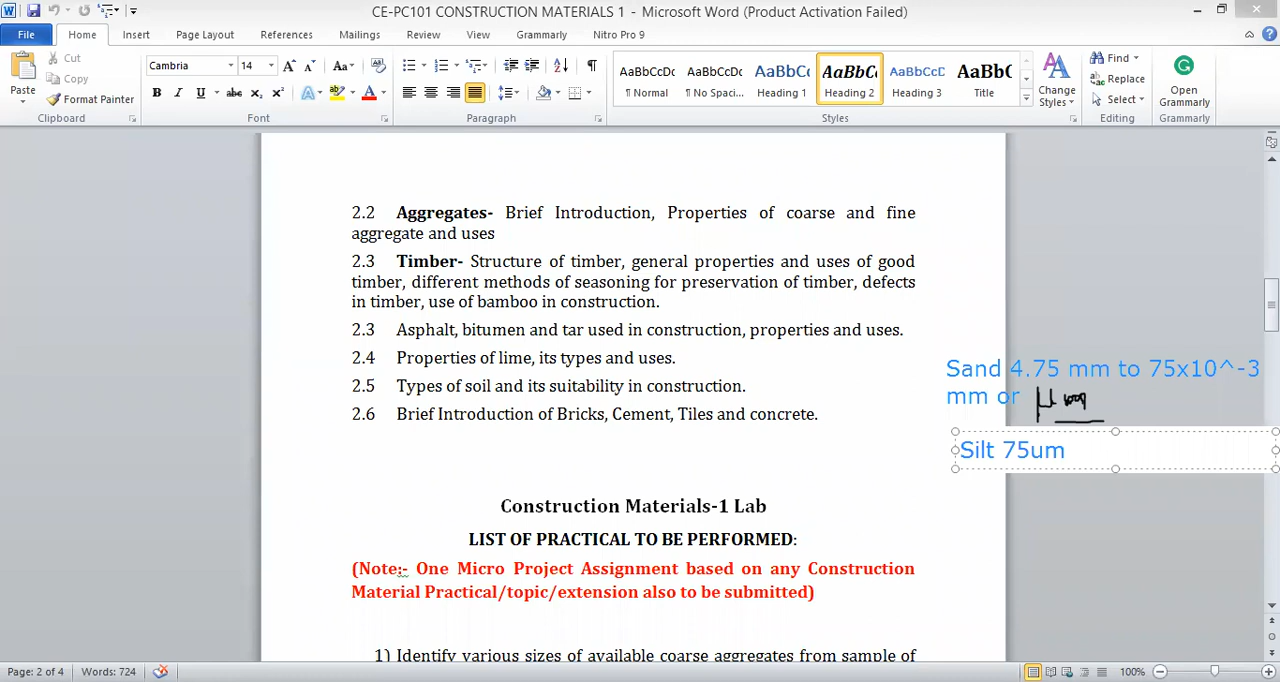 CE-PC101 CONSTRUCTION MATERIALS 1 - Microsoft Word (Product Activation Failed)
File Home Insert Page Layout References Mailings Review View Grammarly Nitro Pro 9
Paste Cut Copy Format Painter
Cambria 14
AaBbCcDc AaBbCcDc AaBbCc AaBbCc AaBbCcD AaBb(
¶ Normal ¶ No Spaci... Heading 1 Heading 2 Heading 3 Title
Change Styles
Find Replace Select
Open Grammarly
Clipboard Font Paragraph Styles Editing Grammarly
2.2 Aggregates- Brief Introduction, Properties of coarse and fine
aggregate and uses
2.3 Timber- Structure of timber, general properties and uses of good
timber, different methods of seasoning for preservation of timber, defects
in timber, use of bamboo in construction.
2.3 Asphalt, bitumen and tar used in construction, properties and uses.
2.4 Properties of lime, its types and uses.
2.5 Types of soil and its suitability in construction.
2.6 Brief Introduction of Bricks, Cement, Tiles and concrete.
Sand 4.75 mm to 75x10^-3
mm or μ
Silt 75um
Construction Materials-1 Lab
LIST OF PRACTICAL TO BE PERFORMED:
(Note:- One Micro Project Assignment based on any Construction
Material Practical/topic/extension also to be submitted)
1) Identify various sizes of available coarse aggregates from sample of
Page: 2 of 4 Words: 724 100%